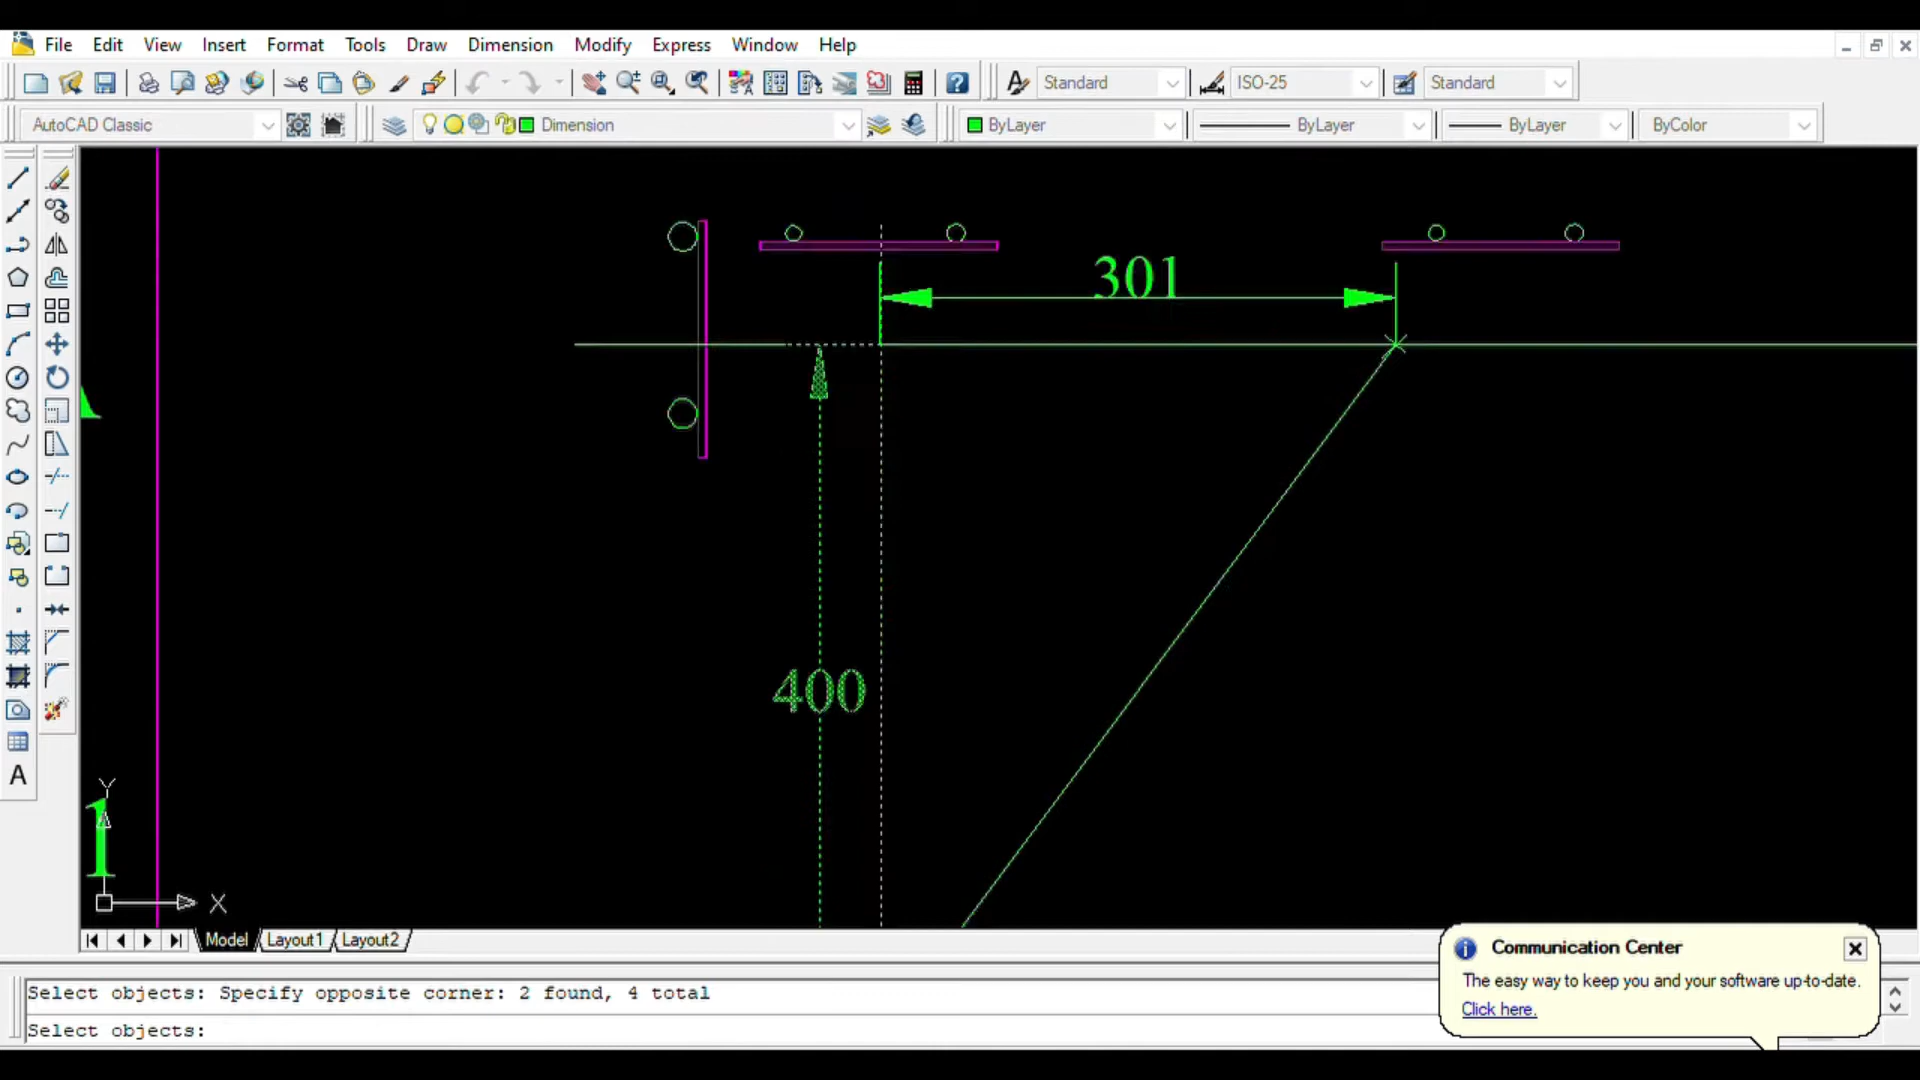 File Edit View Insert Format Tools Draw Dimension Modify Express Window Help
Standard ISO-25 Standard
AutoCAD Classic Dimension ByLayer ByLayer ByLayer ByColor
301
400
1
Y
X
A
Model Layout1 Layout2
Communication Center
The easy way to keep you and your software up-to-date.
Click here.
Select objects: Specify opposite corner: 2 found, 4 total
Select objects: